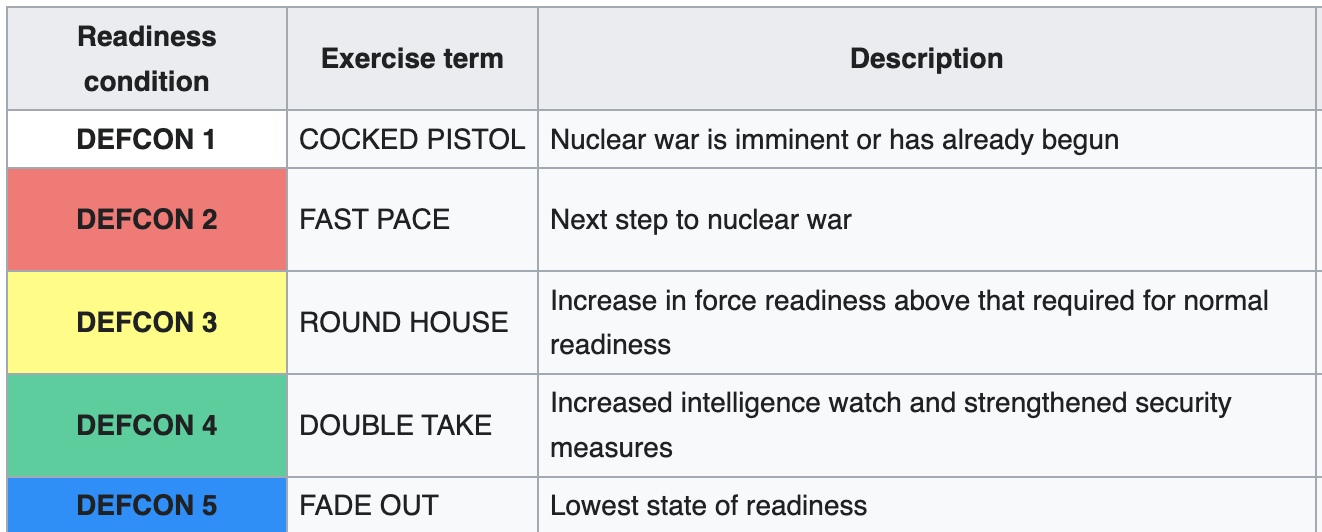 Readiness
condition
Exercise term
Description
DEFCON 1
COCKED PISTOL
Nuclear war is imminent or has already begun
DEFCON 2
FAST PACE
Next step to nuclear war
DEFCON 3
ROUND HOUSE
Increase in force readiness above that required for normal
readiness
DEFCON 4
DOUBLE TAKE
Increased intelligence watch and strengthened security
measures
DEFCON 5
FADE OUT
Lowest state of readiness